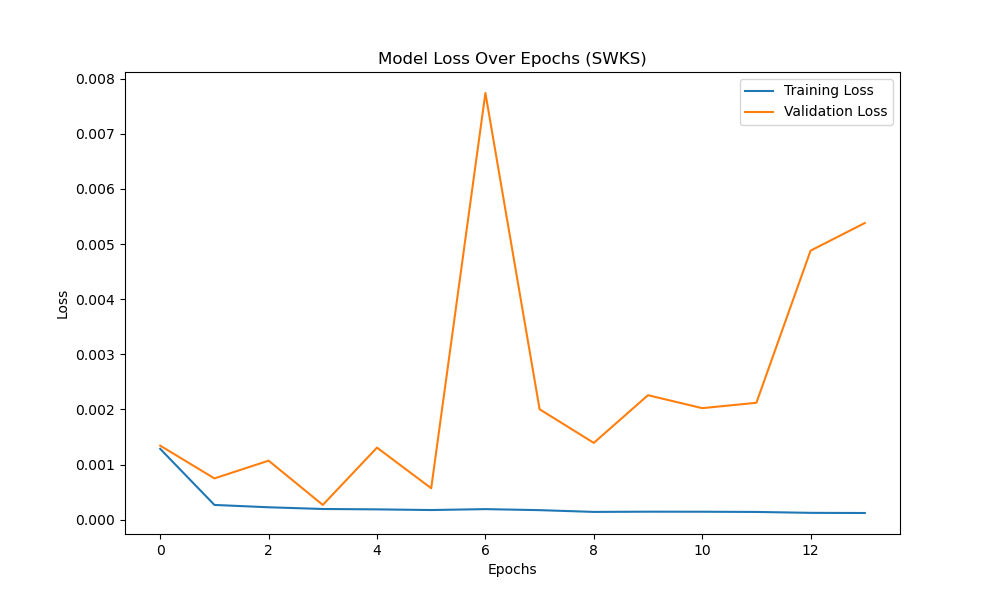 Model Loss Over Epochs (SWKS)
Training Loss
Validation Loss
0.008
0.007
0.006
0.005
0.004
0.003
0.002
0.001
0.000
Loss
0 2 4 6 8 10 12
Epochs